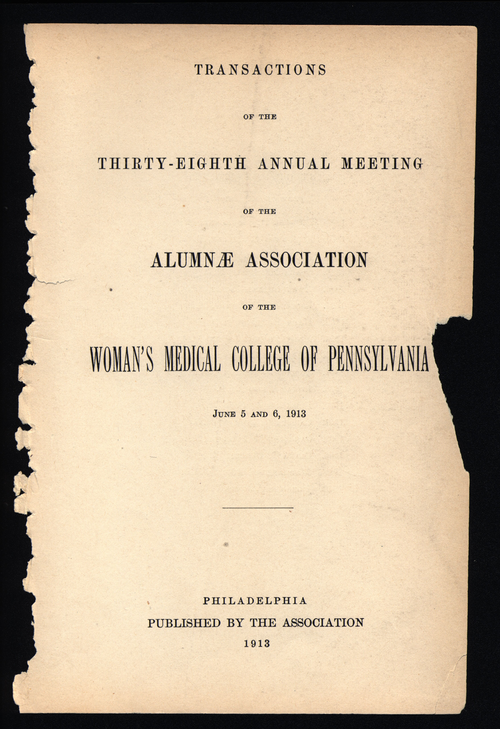 TRANSACTIONS
OF THE
THIRTY-EIGHTH ANNUAL MEETING
OF THE
ALUMNÆ ASSOCIATION
OF THE
WOMAN'S MEDICAL COLLEGE OF PENNSYLVANIA
JUNE 5 AND 6, 1913
PHILADELPHIA
PUBLISHED BY THE ASSOCIATION
1913